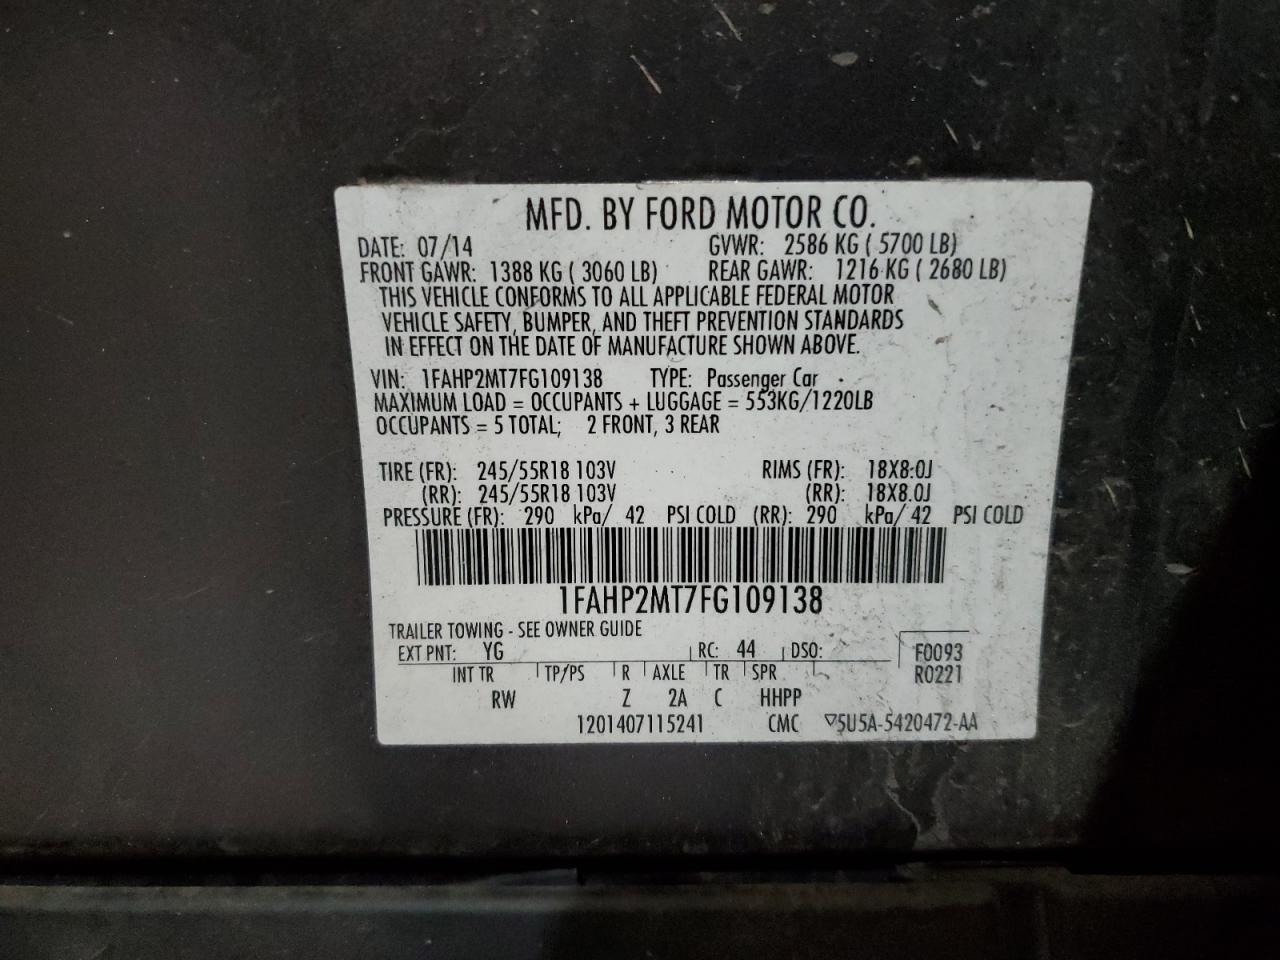 MFD. BY FORD MOTOR CO.
DATE: 07/14 GVWR: 2586 KG ( 5700 LB)
FRONT GAWR: 1388 KG ( 3060 LB) REAR GAWR: 1216 KG ( 2680 LB)
THIS VEHICLE CONFORMS TO ALL APPLICABLE FEDERAL MOTOR
VEHICLE SAFETY, BUMPER, AND THEFT PREVENTION STANDARDS
IN EFFECT ON THE DATE OF MANUFACTURE SHOWN ABOVE.
VIN: 1FAHP2MT7FG109138 TYPE: Passenger Car
MAXIMUM LOAD = OCCUPANTS + LUGGAGE = 553KG/1220LB
OCCUPANTS = 5 TOTAL; 2 FRONT, 3 REAR
TIRE (FR): 245/55R18 103V RIMS (FR): 18X8.0J
(RR): 245/55R18 103V (RR): 18X8.0J
PRESSURE (FR): 290 kPa/ 42 PSI COLD (RR): 290 kPa/ 42 PSI COLD
1FAHP2MT7FG109138
TRAILER TOWING - SEE OWNER GUIDE
EXT PNT: YG RC: 44 DSO: F0093
INT TR TP/PS R AXLE TR SPR R0221
RW Z 2A C HHPP
1201407115241 CMC ▽5U5A-5420472-AA